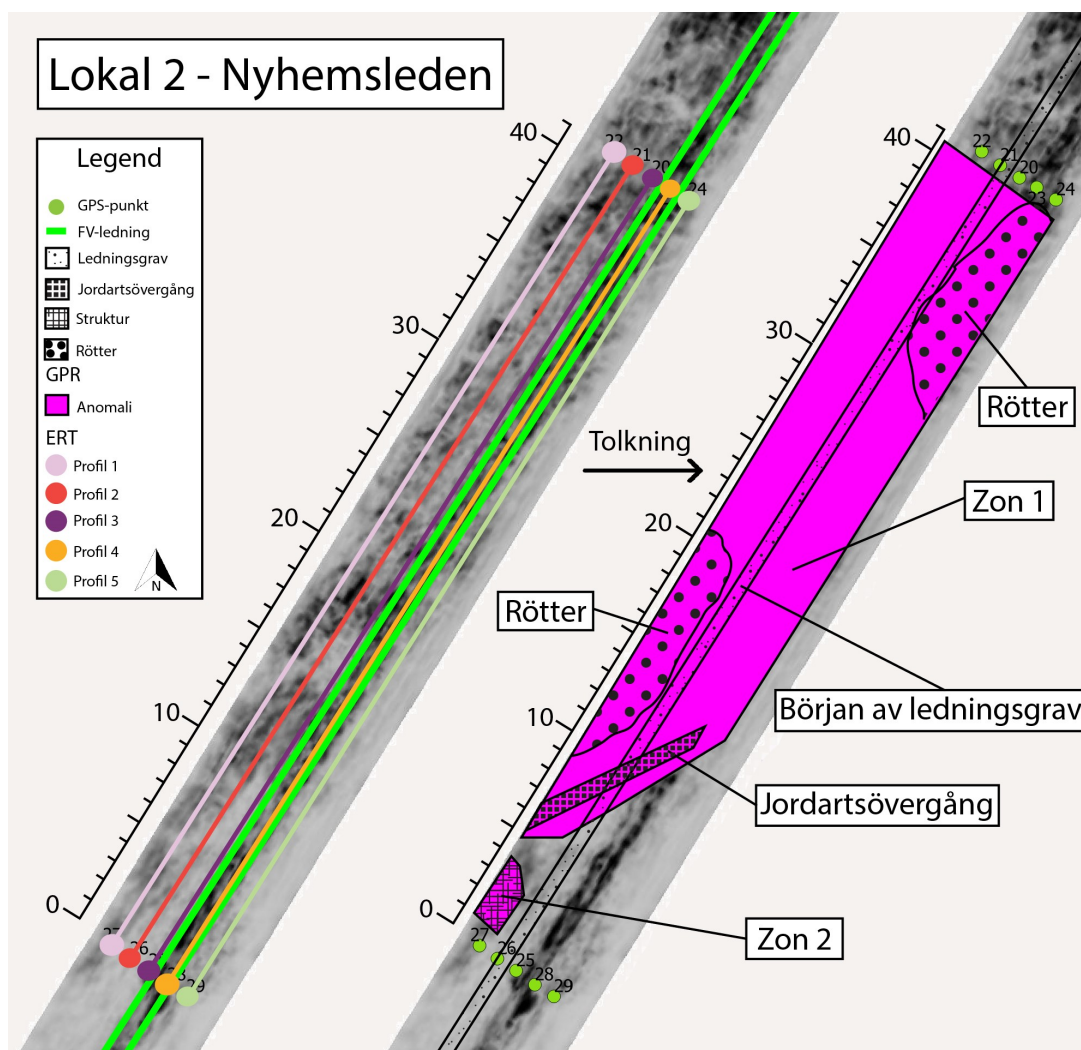 Lokal 2 - Nyhemsleden
Legend
GPS-punkt
FV-ledning
Ledningsgrav
Jordartsövergång
Struktur
Rötter
GPR
Anomali
ERT
Profil 1
Profil 2
Profil 3
Profil 4
Profil 5
N
40
30
20
10
0
22
21
20
24
27
26
28
29
Tolkning
40
30
20
10
0
22
21
20
23
24
27
26
25
28
29
Rötter
Zon 1
Rötter
Början av ledningsgrav
Jordartsövergång
Zon 2